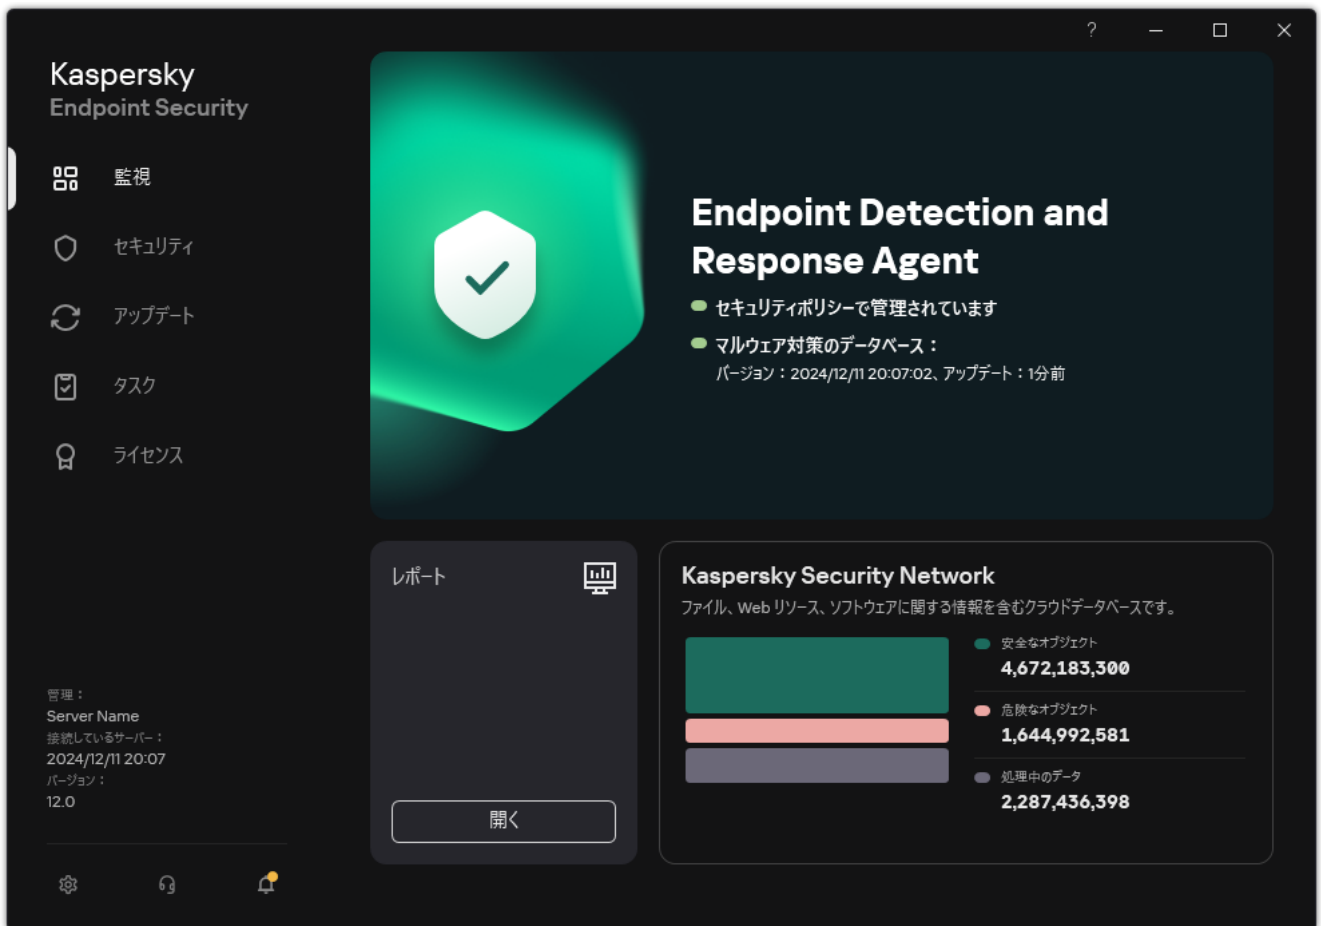 ?
Kaspersky
Endpoint Security
監視
セキュリティ
アップデート
タスク
ライセンス
管理：
Server Name
接続しているサーバー：
2024/12/11 20:07
バージョン：
12.0
Endpoint Detection and
Response Agent
セキュリティポリシーで管理されています
マルウェア対策のデータベース：
バージョン：2024/12/11 20:07:02、アップデート：1分前
レポート
開く
Kaspersky Security Network
ファイル、Web リソース、ソフトウェアに関する情報を含むクラウドデータベースです。
安全なオブジェクト
4,672,183,300
危険なオブジェクト
1,644,992,581
処理中のデータ
2,287,436,398